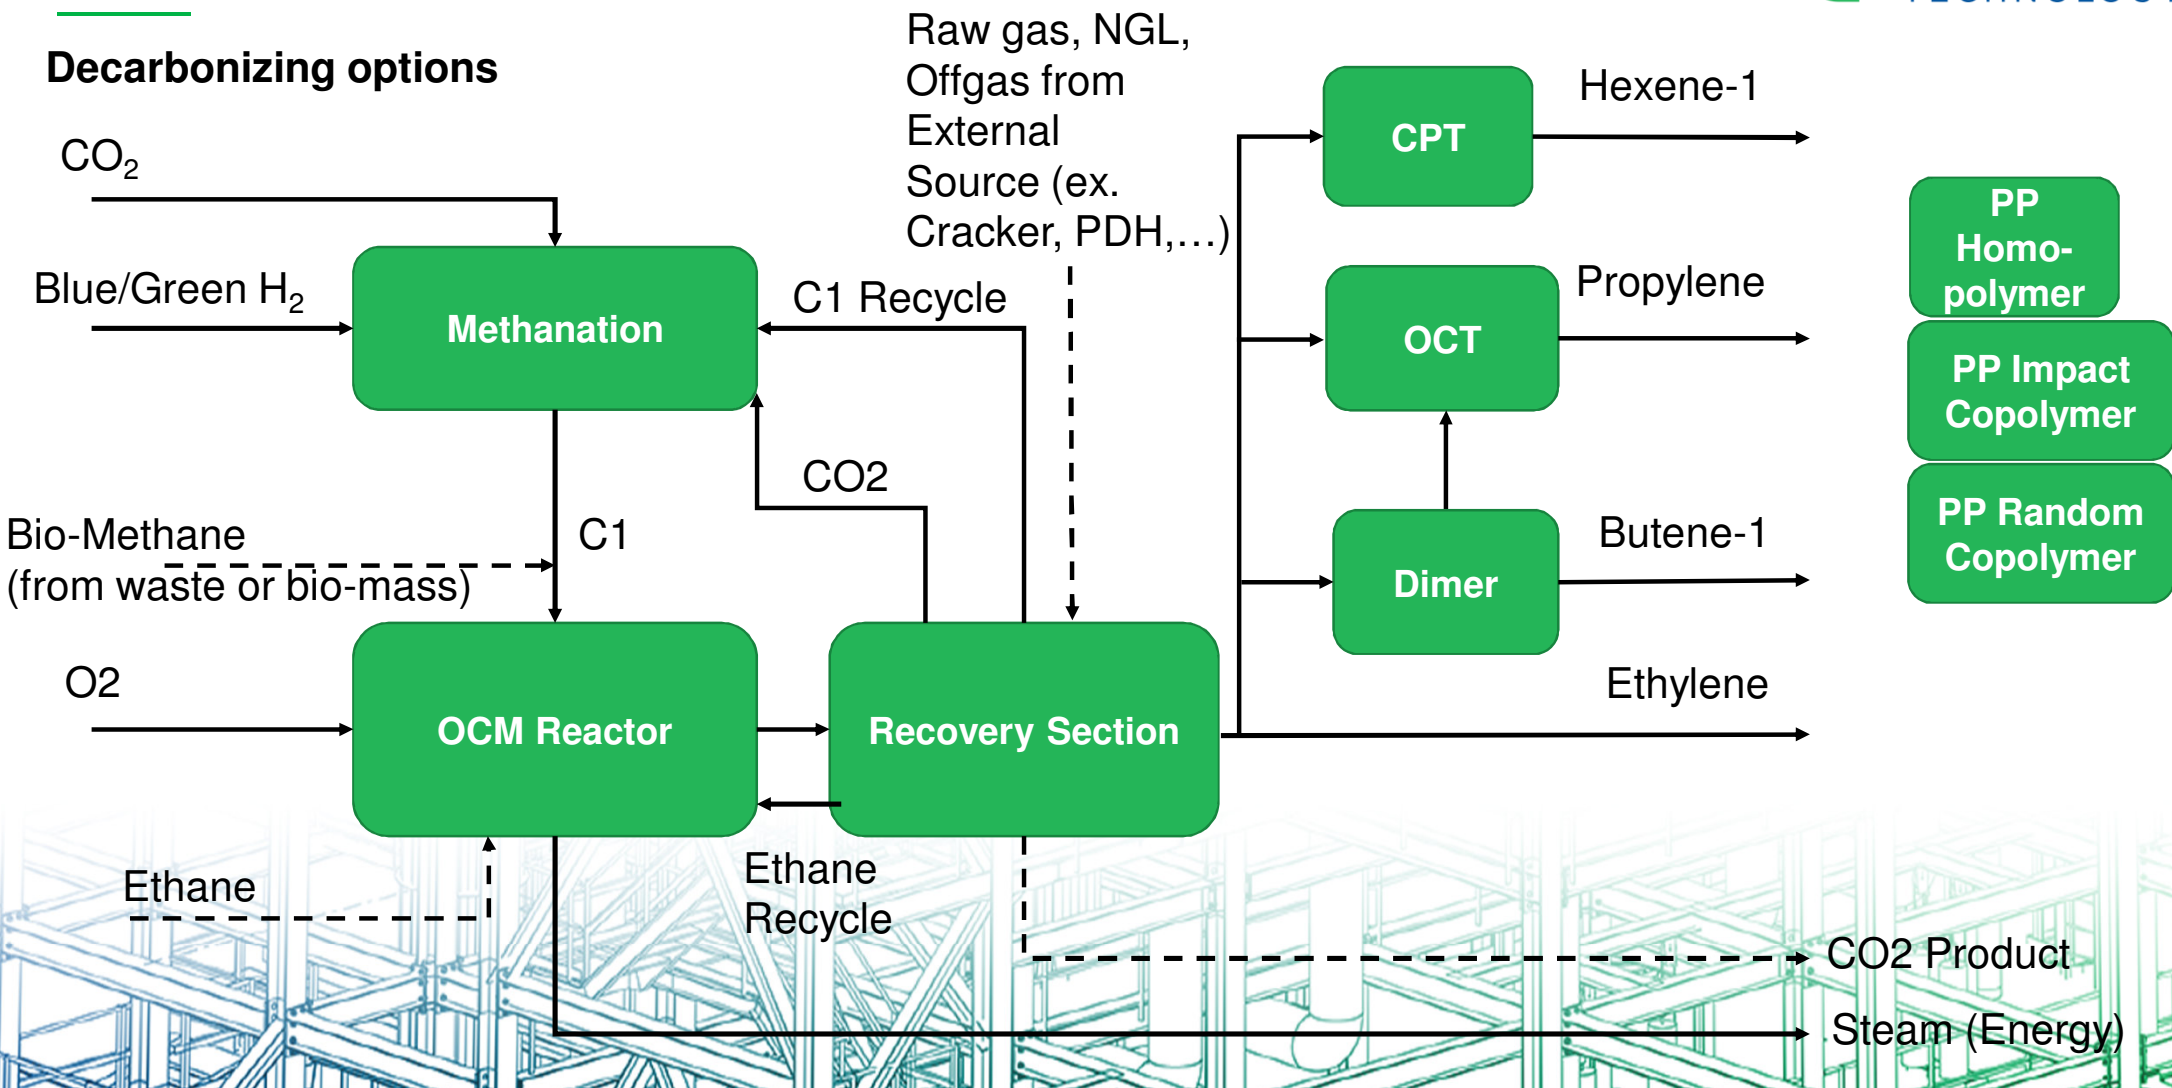 TECHNOLOGY
Decarbonizing options
Raw gas, NGL,
Offgas from
External
Source (ex.
Cracker, PDH,…)
CO₂
Blue/Green H₂
Methanation
C1 Recycle
CO2
C1
Bio-Methane
(from waste or bio-mass)
O2
OCM Reactor
Recovery Section
Ethane
Ethane
Recycle
CPT
Hexene-1
OCT
Propylene
Dimer
Butene-1
Ethylene
PP
Homo-
polymer
PP Impact
Copolymer
PP Random
Copolymer
CO2 Product
Steam (Energy)